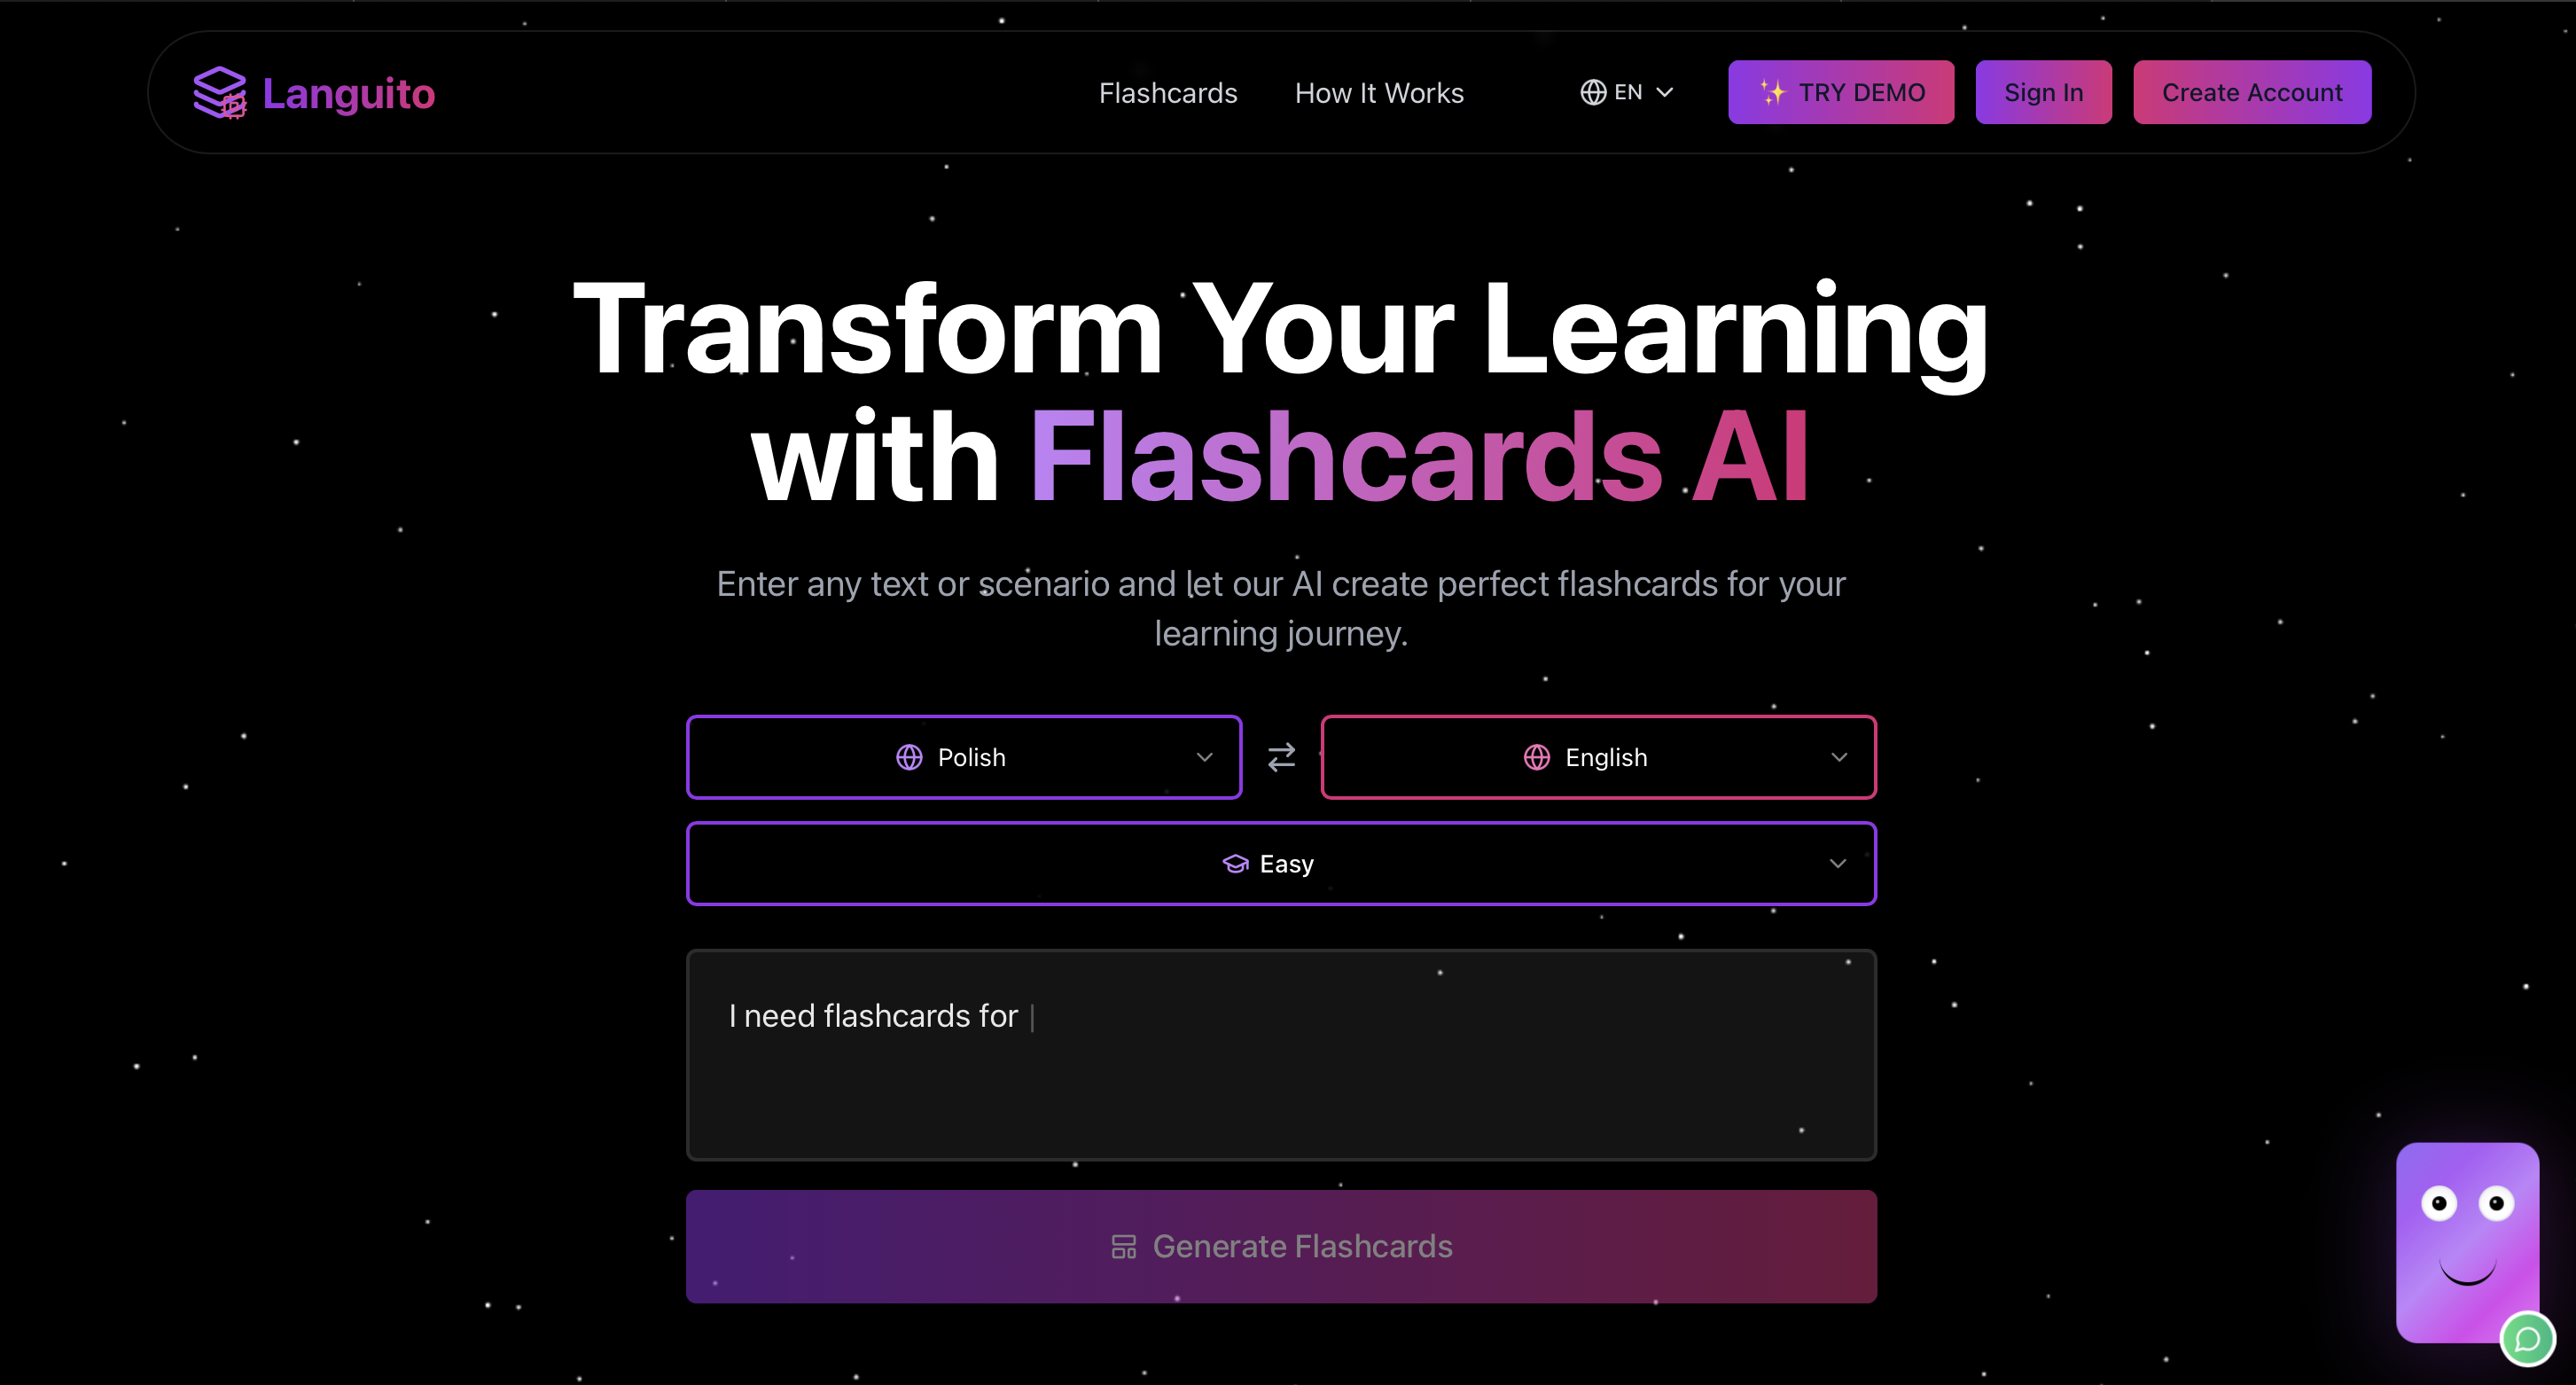 Languito
Flashcards
How It Works
EN
✨ TRY DEMO
Sign In
Create Account
Transform Your Learning
with Flashcards AI
Enter any text or scenario and let our AI create perfect flashcards for your
learning journey.
Polish
English
Easy
I need flashcards for |
Generate Flashcards